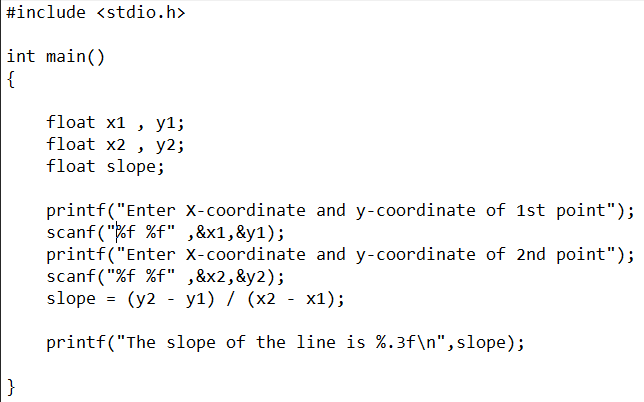 #include <stdio.h>
int main()
{
float x1 , y1;
float x2 , y2;
float slope;
printf("Enter X-coordinate and y-coordinate of 1st point");
scanf("%f %f" ,&x1,&y1);
printf("Enter X-coordinate and y-coordinate of 2nd point");
scanf("%f %f" ,&x2,&y2);
slope = (y2 - y1) / (x2 - x1);
printf("The slope of the line is %.3f\n",slope);
}